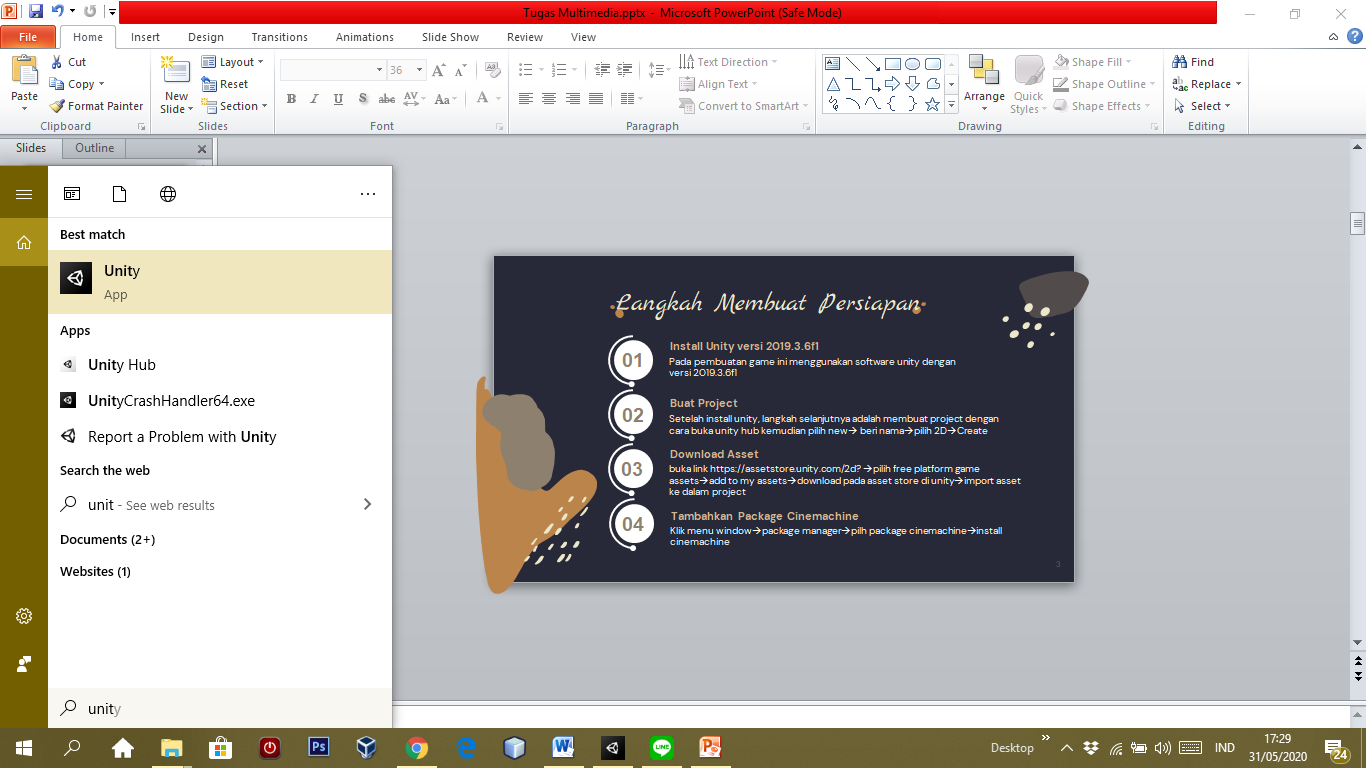 Tugas Multimedia.pptx - Microsoft PowerPoint (Safe Mode)
File Home Insert Design Transitions Animations Slide Show Review View
Paste
Cut
Copy
Format Painter
Clipboard
New
Slide
Layout
Reset
Section
Slides
36
B I U S abc AV Aa A
Font
Text Direction
Align Text
Convert to SmartArt
Paragraph
Arrange
Quick
Styles
Shape Fill
Shape Outline
Shape Effects
Drawing
Find
Replace
Select
Editing
Slides Outline
Best match
Unity
App
Apps
Unity Hub
UnityCrashHandler64.exe
Report a Problem with Unity
Search the web
unit - See web results
Documents (2+)
Websites (1)
unity
Langkah Membuat Persiapan
01
Install Unity versi 2019.3.6f1
Pada pembuatan game ini menggunakan software unity dengan
versi 2019.3.6f1
02
Buat Project
Setelah install unity, langkah selanjutnya adalah membuat project dengan
cara buka unity hub kemudian pilih new→ beri nama→pilih 2D→Create
03
Download Asset
buka link https://assetstore.unity.com/2d? →pilih free platform game
assets→add to my assets→download pada asset store di unity→import asset
ke dalam project
04
Tambahkan Package Cinemachine
Klik menu window→package manager→pilh package cinemachine→install
cinemachine
3
Ps
W
LINE
P
Desktop
IND
17:29
31/05/2020
24